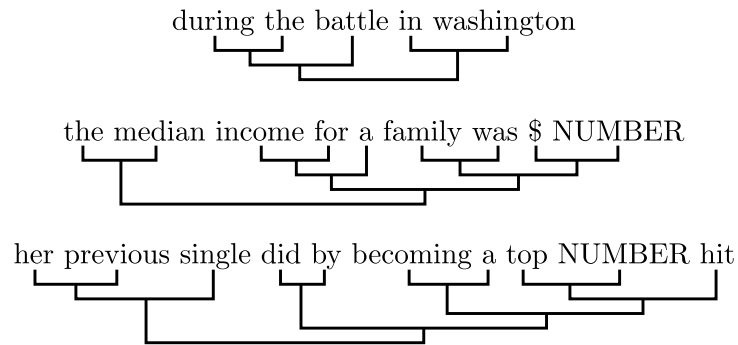 during the battle in washington
the median income for a family was $ NUMBER
her previous single did by becoming a top NUMBER hit